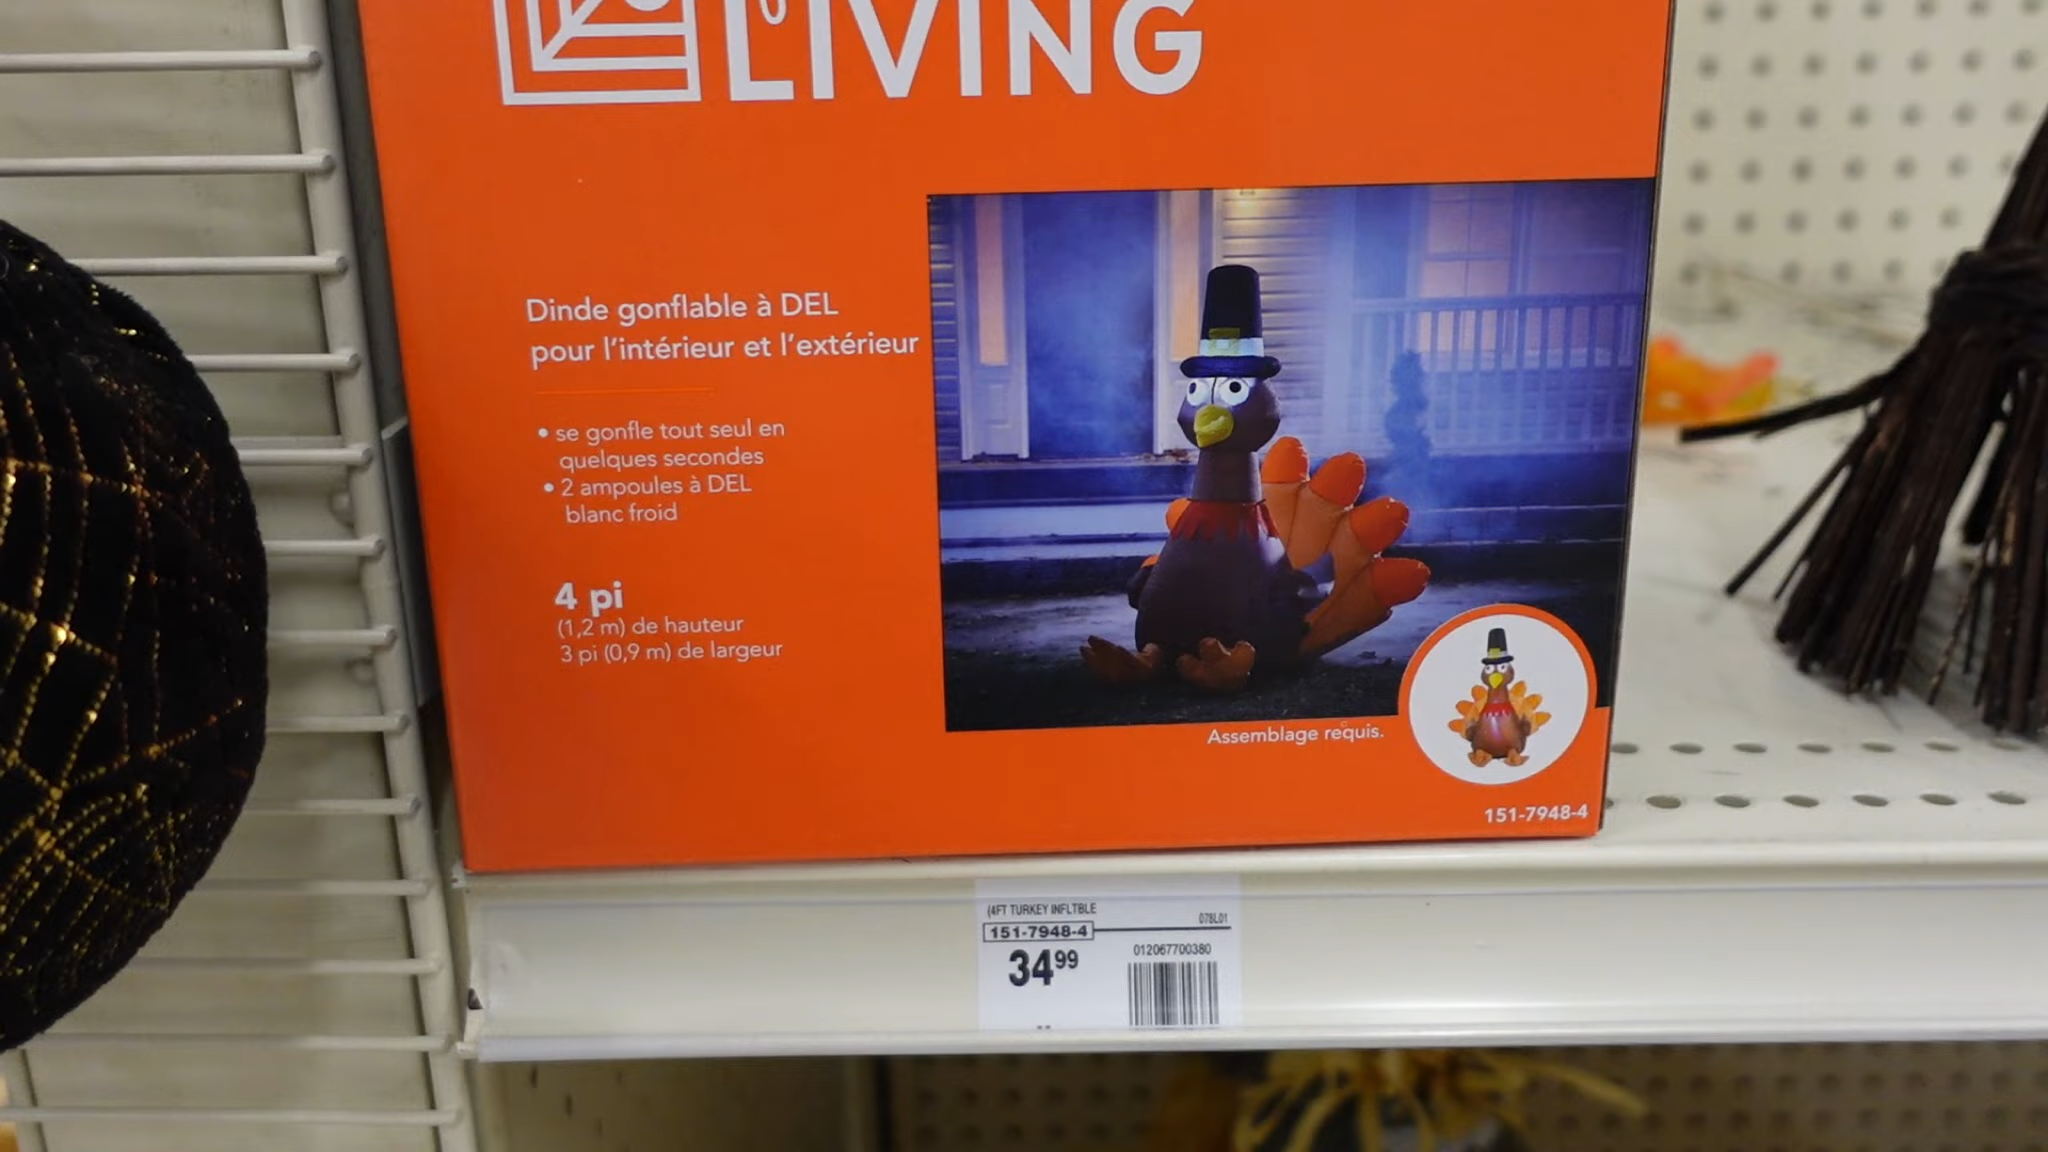 LIVING
Dinde gonflable à DEL
pour l'intérieur et l'extérieur
• se gonfle tout seul en
quelques secondes
• 2 ampoules à DEL
blanc froid
4 pi
(1,2 m) de hauteur
3 pi (0,9 m) de largeur
Assemblage requis.
151-7948-4
(4FT TURKEY INFLTBLE
078L01
151-7948-4
34⁹⁹
012067700380